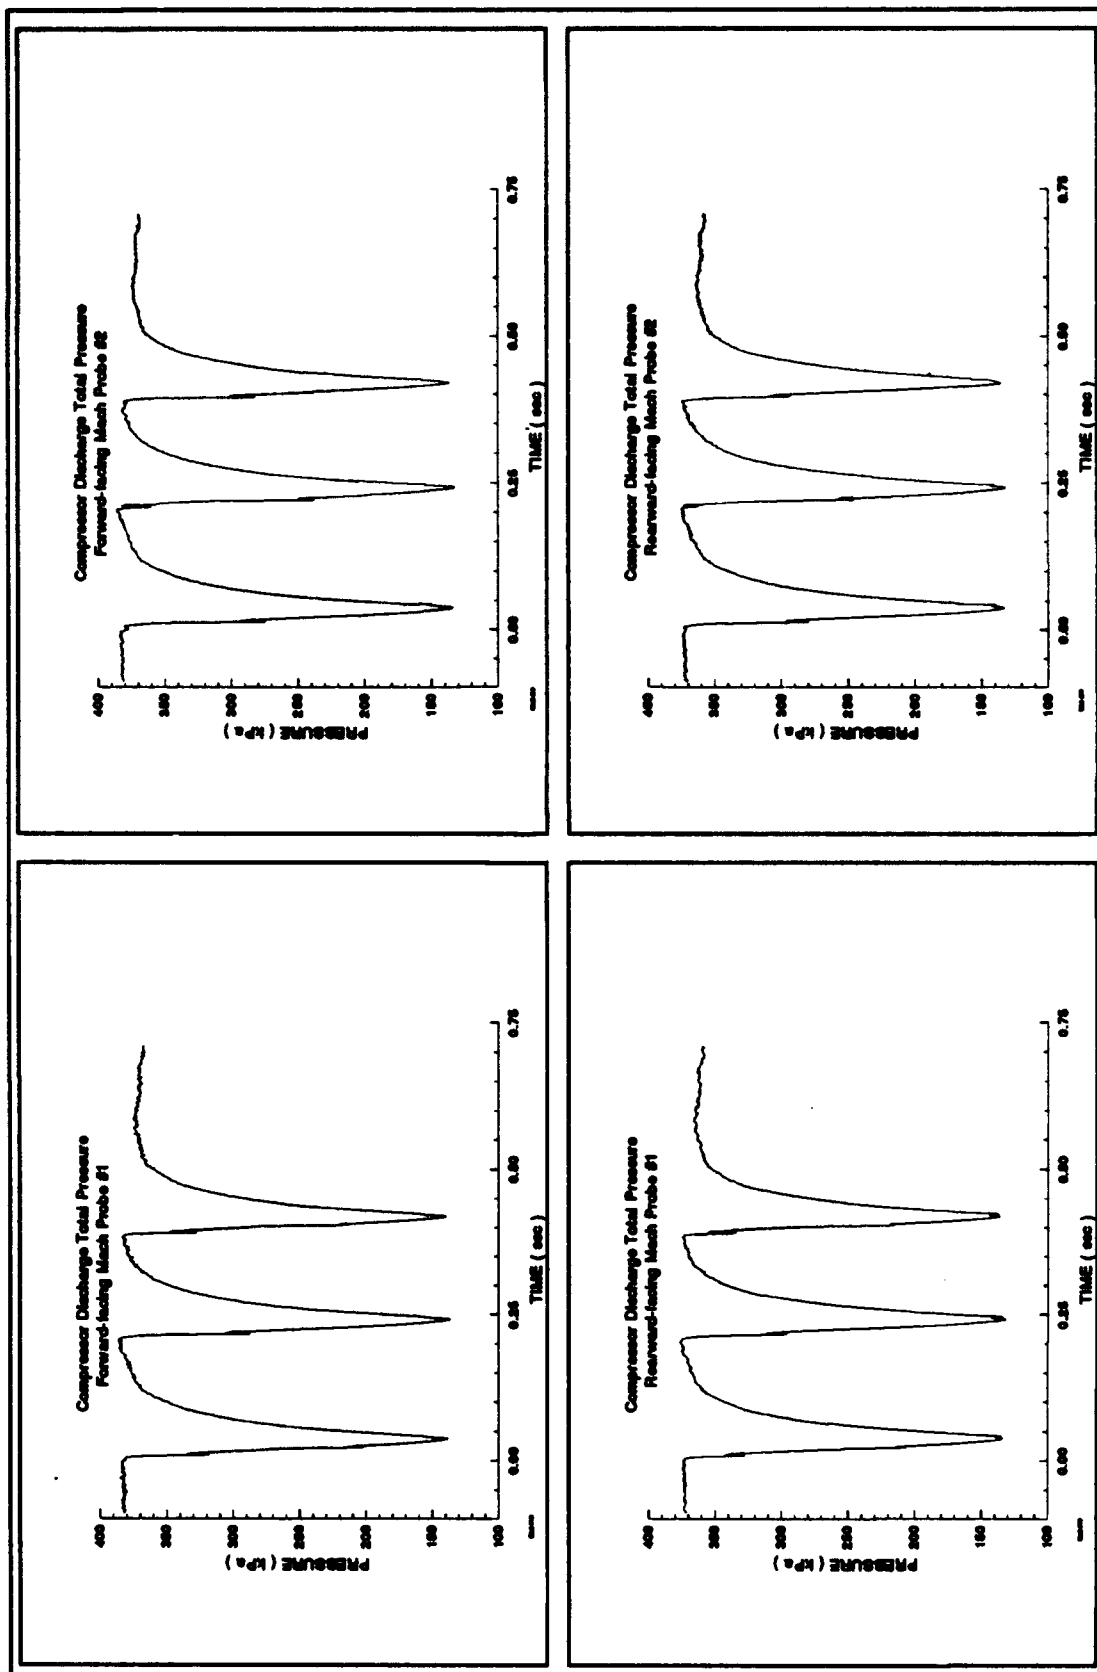 Compressor Discharge Total Pressure
Forward-facing Mach Probe #1
PRESSURE ( kPa )
400
350
300
250
200
150
100
0.00
0.25
0.50
0.75
TIME ( sec )
Compressor Discharge Total Pressure
Forward-facing Mach Probe #2
PRESSURE ( kPa )
400
350
300
250
200
150
100
0.00
0.25
0.50
0.75
TIME ( sec )
Compressor Discharge Total Pressure
Rearward-facing Mach Probe #1
PRESSURE ( kPa )
400
350
300
250
200
150
100
0.00
0.25
0.50
0.75
TIME ( sec )
Compressor Discharge Total Pressure
Rearward-facing Mach Probe #2
PRESSURE ( kPa )
400
350
300
250
200
150
100
0.00
0.25
0.50
0.75
TIME ( sec )